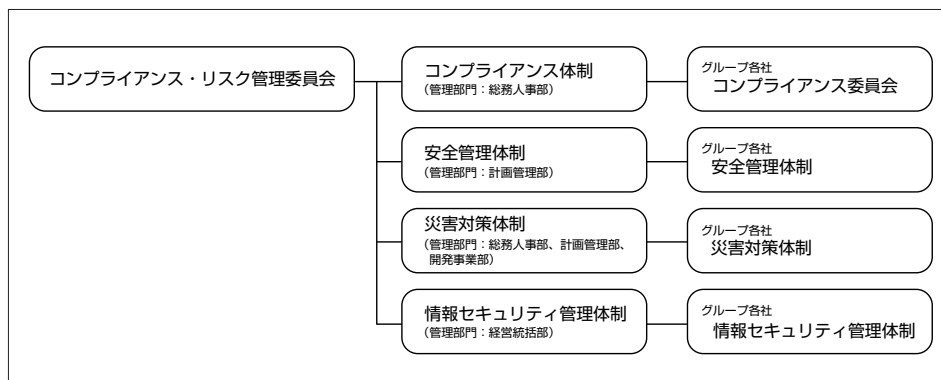 コンプライアンス・リスク管理委員会
コンプライアンス体制
(管理部門：総務人事部)
グループ各社
コンプライアンス委員会
安全管理体制
(管理部門：計画管理部)
グループ各社
安全管理体制
災害対策体制
(管理部門：総務人事部、計画管理部、
開発事業部)
グループ各社
災害対策体制
情報セキュリティ管理体制
(管理部門：経営統括部)
グループ各社
情報セキュリティ管理体制